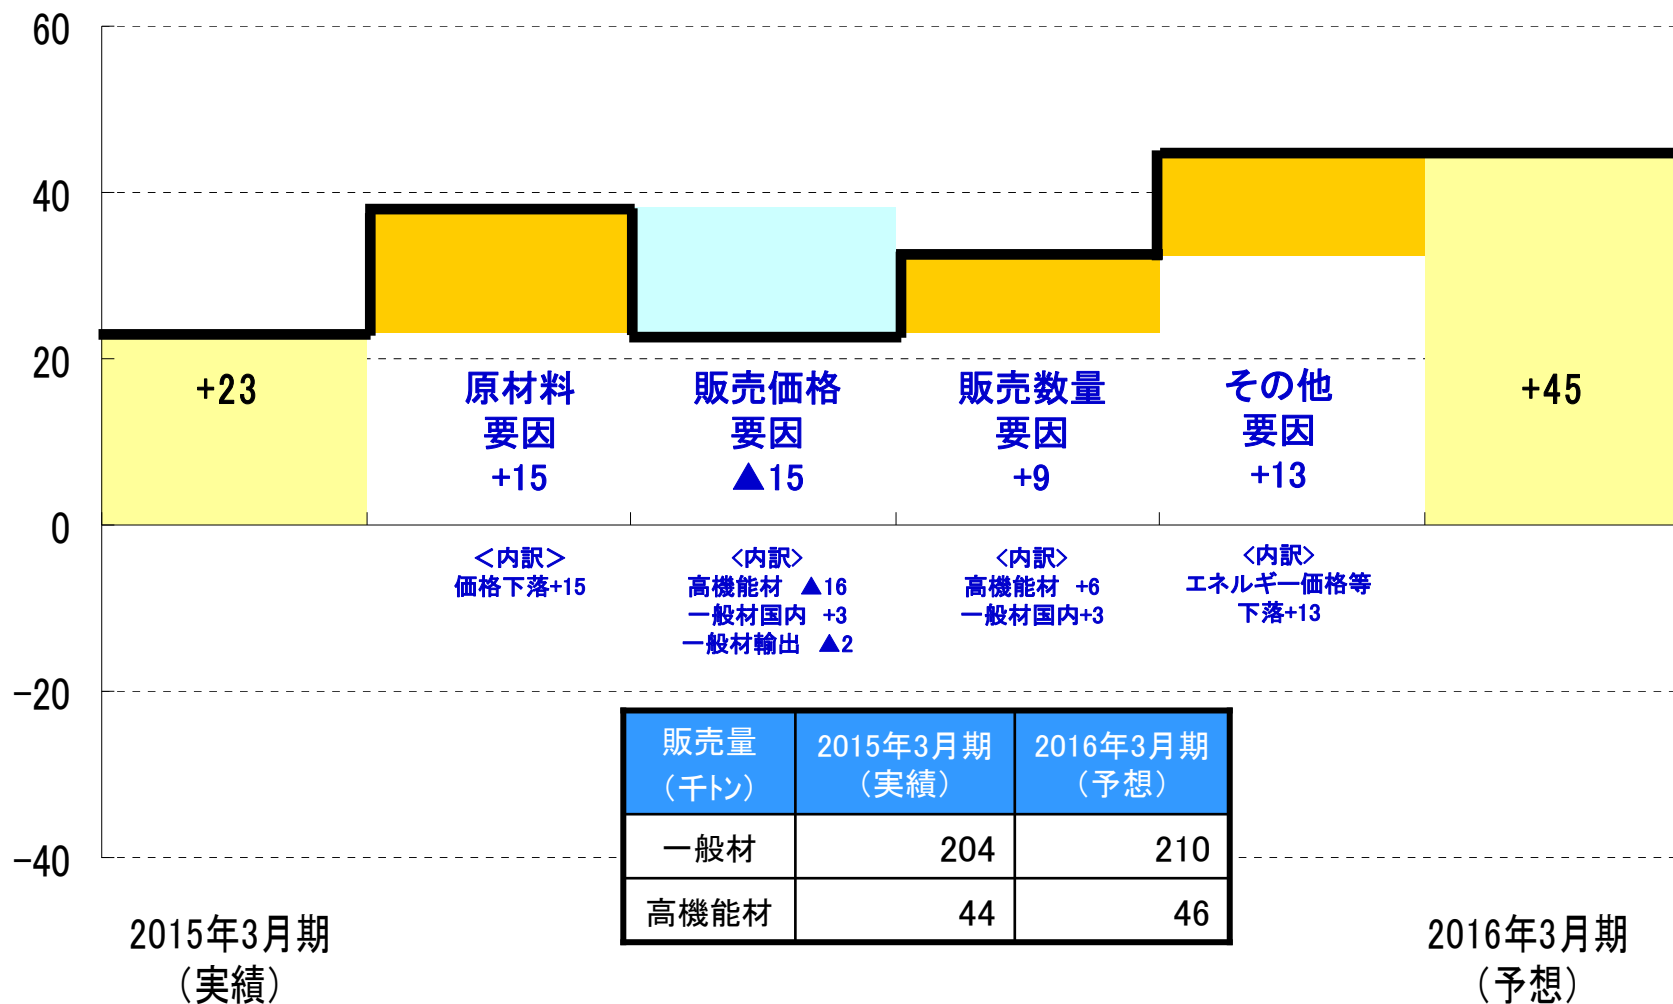 60
40
20
0
-20
-40
+23
原材料
要因
+15
販売価格
要因
▲15
販売数量
要因
+9
その他
要因
+13
+45
＜内訳＞
価格下落+15
<内訳>
高機能材 ▲16
一般材国内 +3
一般材輸出 ▲2
<内訳>
高機能材 +6
一般材国内+3
<内訳>
エネルギー価格等
下落+13
販売量
（千トン）
2015年3月期
（実績）
2016年3月期
（予想）
一般材 204 210
高機能材 44 46
2015年3月期
（実績）
2016年3月期
（予想）